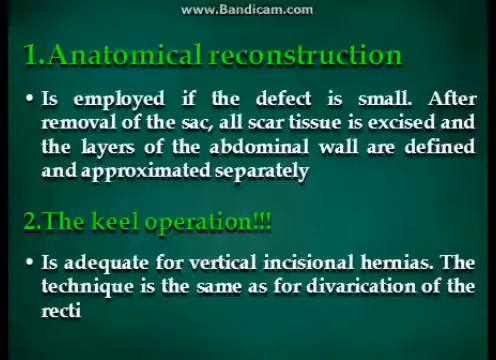 www.Bandicam.com
1.Anatomical reconstruction
• Is employed if the defect is small. After
removal of the sac, all scar tissue is excised and
the layers of the abdominal wall are defined
and approximated separately
2.The keel operation!!!
• Is adequate for vertical incisional hernias. The
technique is the same as for divarication of the
recti